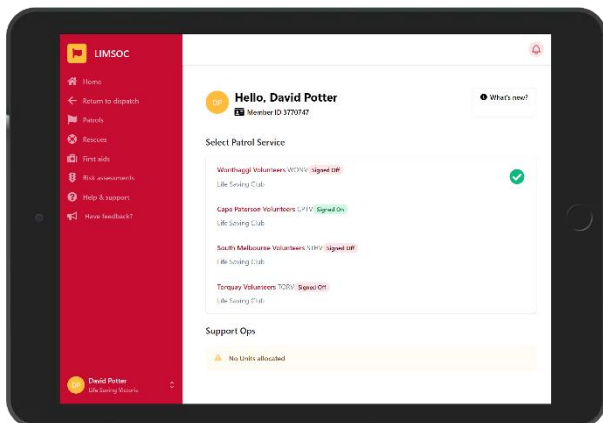 LIMSOC
Home
Return to dispatch
Patrols
Rescues
First aids
Risk assessments
Help & support
Have feedback?
DP
David Potter
Life Saving Victoria
DP
Hello, David Potter
Member ID 3770747
What's new?
Select Patrol Service
Wonthaggi Volunteers WONV Signed Off
Life Saving Club
Cape Paterson Volunteers CPTV Signed On
Life Saving Club
South Melbourne Volunteers STHV Signed Off
Life Saving Club
Torquay Volunteers TORV Signed Off
Life Saving Club
Support Ops
No Units allocated